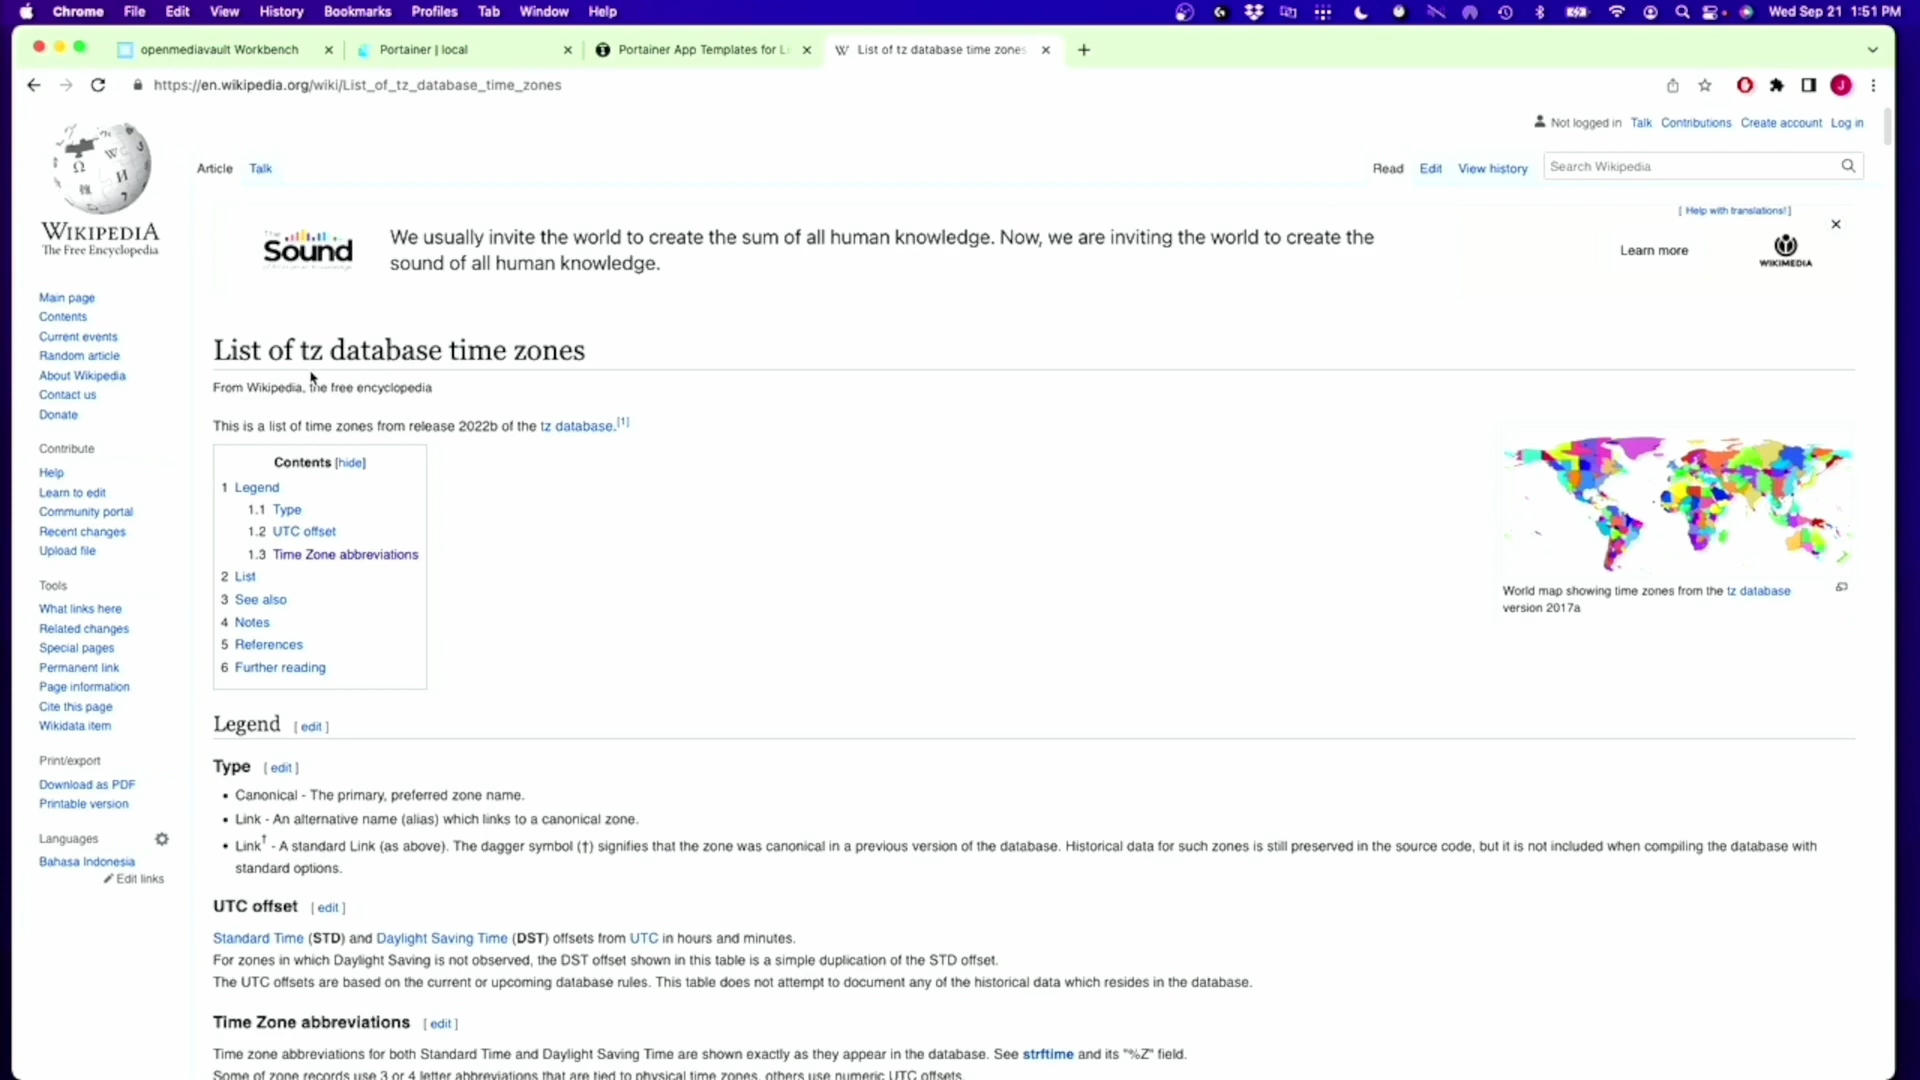 Chrome File Edit View History Bookmarks Profiles Tab Window Help Wed Sep 21 1:51 PM
openmediavault Workbench Portainer | local Portainer App Templates for Li List of tz database time zones
https://en.wikipedia.org/wiki/List_of_tz_database_time_zones
Not logged in Talk Contributions Create account Log in
Article Talk Read Edit View history Search Wikipedia
WIKIPEDIA
The Free Encyclopedia
[ Help with translations! ]
Sound
We usually invite the world to create the sum of all human knowledge. Now, we are inviting the world to create the
sound of all human knowledge.
Learn more
WIKIMEDIA
Main page
Contents
Current events
Random article
About Wikipedia
Contact us
Donate
Contribute
Help
Learn to edit
Community portal
Recent changes
Upload file
Tools
What links here
Related changes
Special pages
Permanent link
Page information
Cite this page
Wikidata item
Print/export
Download as PDF
Printable version
Languages
Bahasa Indonesia
Edit links
List of tz database time zones
From Wikipedia, the free encyclopedia
This is a list of time zones from release 2022b of the tz database.[1]
Contents [hide]
1 Legend
1.1 Type
1.2 UTC offset
1.3 Time Zone abbreviations
2 List
3 See also
4 Notes
5 References
6 Further reading
World map showing time zones from the tz database
version 2017a
Legend [ edit ]
Type [ edit ]
• Canonical - The primary, preferred zone name.
• Link - An alternative name (alias) which links to a canonical zone.
• Link† - A standard Link (as above). The dagger symbol (†) signifies that the zone was canonical in a previous version of the database. Historical data for such zones is still preserved in the source code, but it is not included when compiling the database with
standard options.
UTC offset [ edit ]
Standard Time (STD) and Daylight Saving Time (DST) offsets from UTC in hours and minutes.
For zones in which Daylight Saving is not observed, the DST offset shown in this table is a simple duplication of the STD offset.
The UTC offsets are based on the current or upcoming database rules. This table does not attempt to document any of the historical data which resides in the database.
Time Zone abbreviations [ edit ]
Time zone abbreviations for both Standard Time and Daylight Saving Time are shown exactly as they appear in the database. See strftime and its "%Z" field.
Some of zone records use 3 or 4 letter abbreviations that are tied to physical time zones, others use numeric UTC offsets.